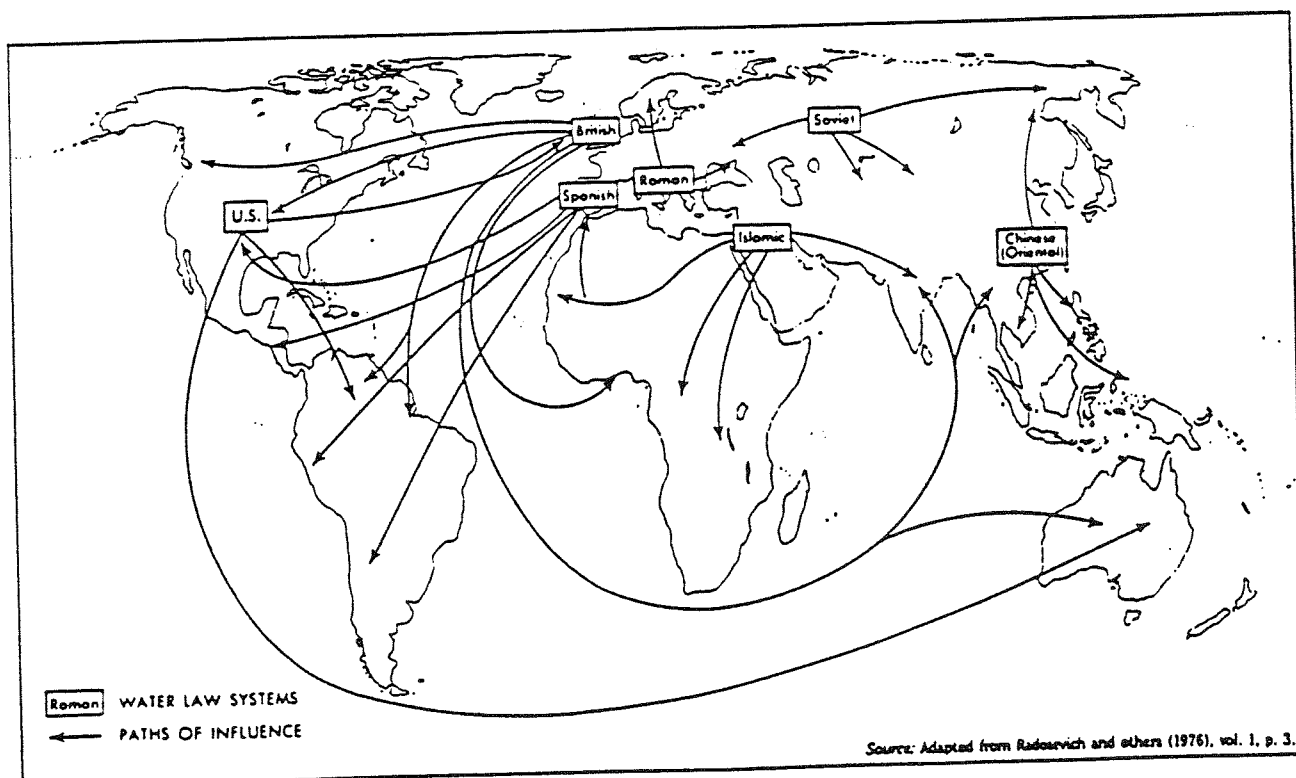 British
Soviet
Roman
Spanish
U.S.
Islamic
Chinese
(Oriental)
Roman WATER LAW SYSTEMS
PATHS OF INFLUENCE
Source: Adapted from Radosevich and others (1976), vol. 1, p. 3.